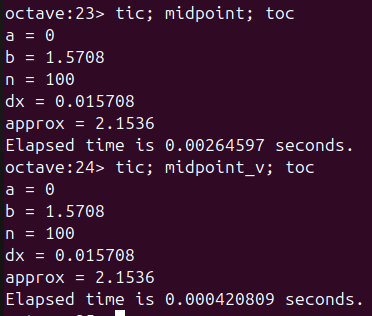 octave:23> tic; midpoint; toc
a = 0
b = 1.5708
n = 100
dx = 0.015708
approx = 2.1536
Elapsed time is 0.00264597 seconds.
octave:24> tic; midpoint_v; toc
a = 0
b = 1.5708
n = 100
dx = 0.015708
approx = 2.1536
Elapsed time is 0.000420809 seconds.